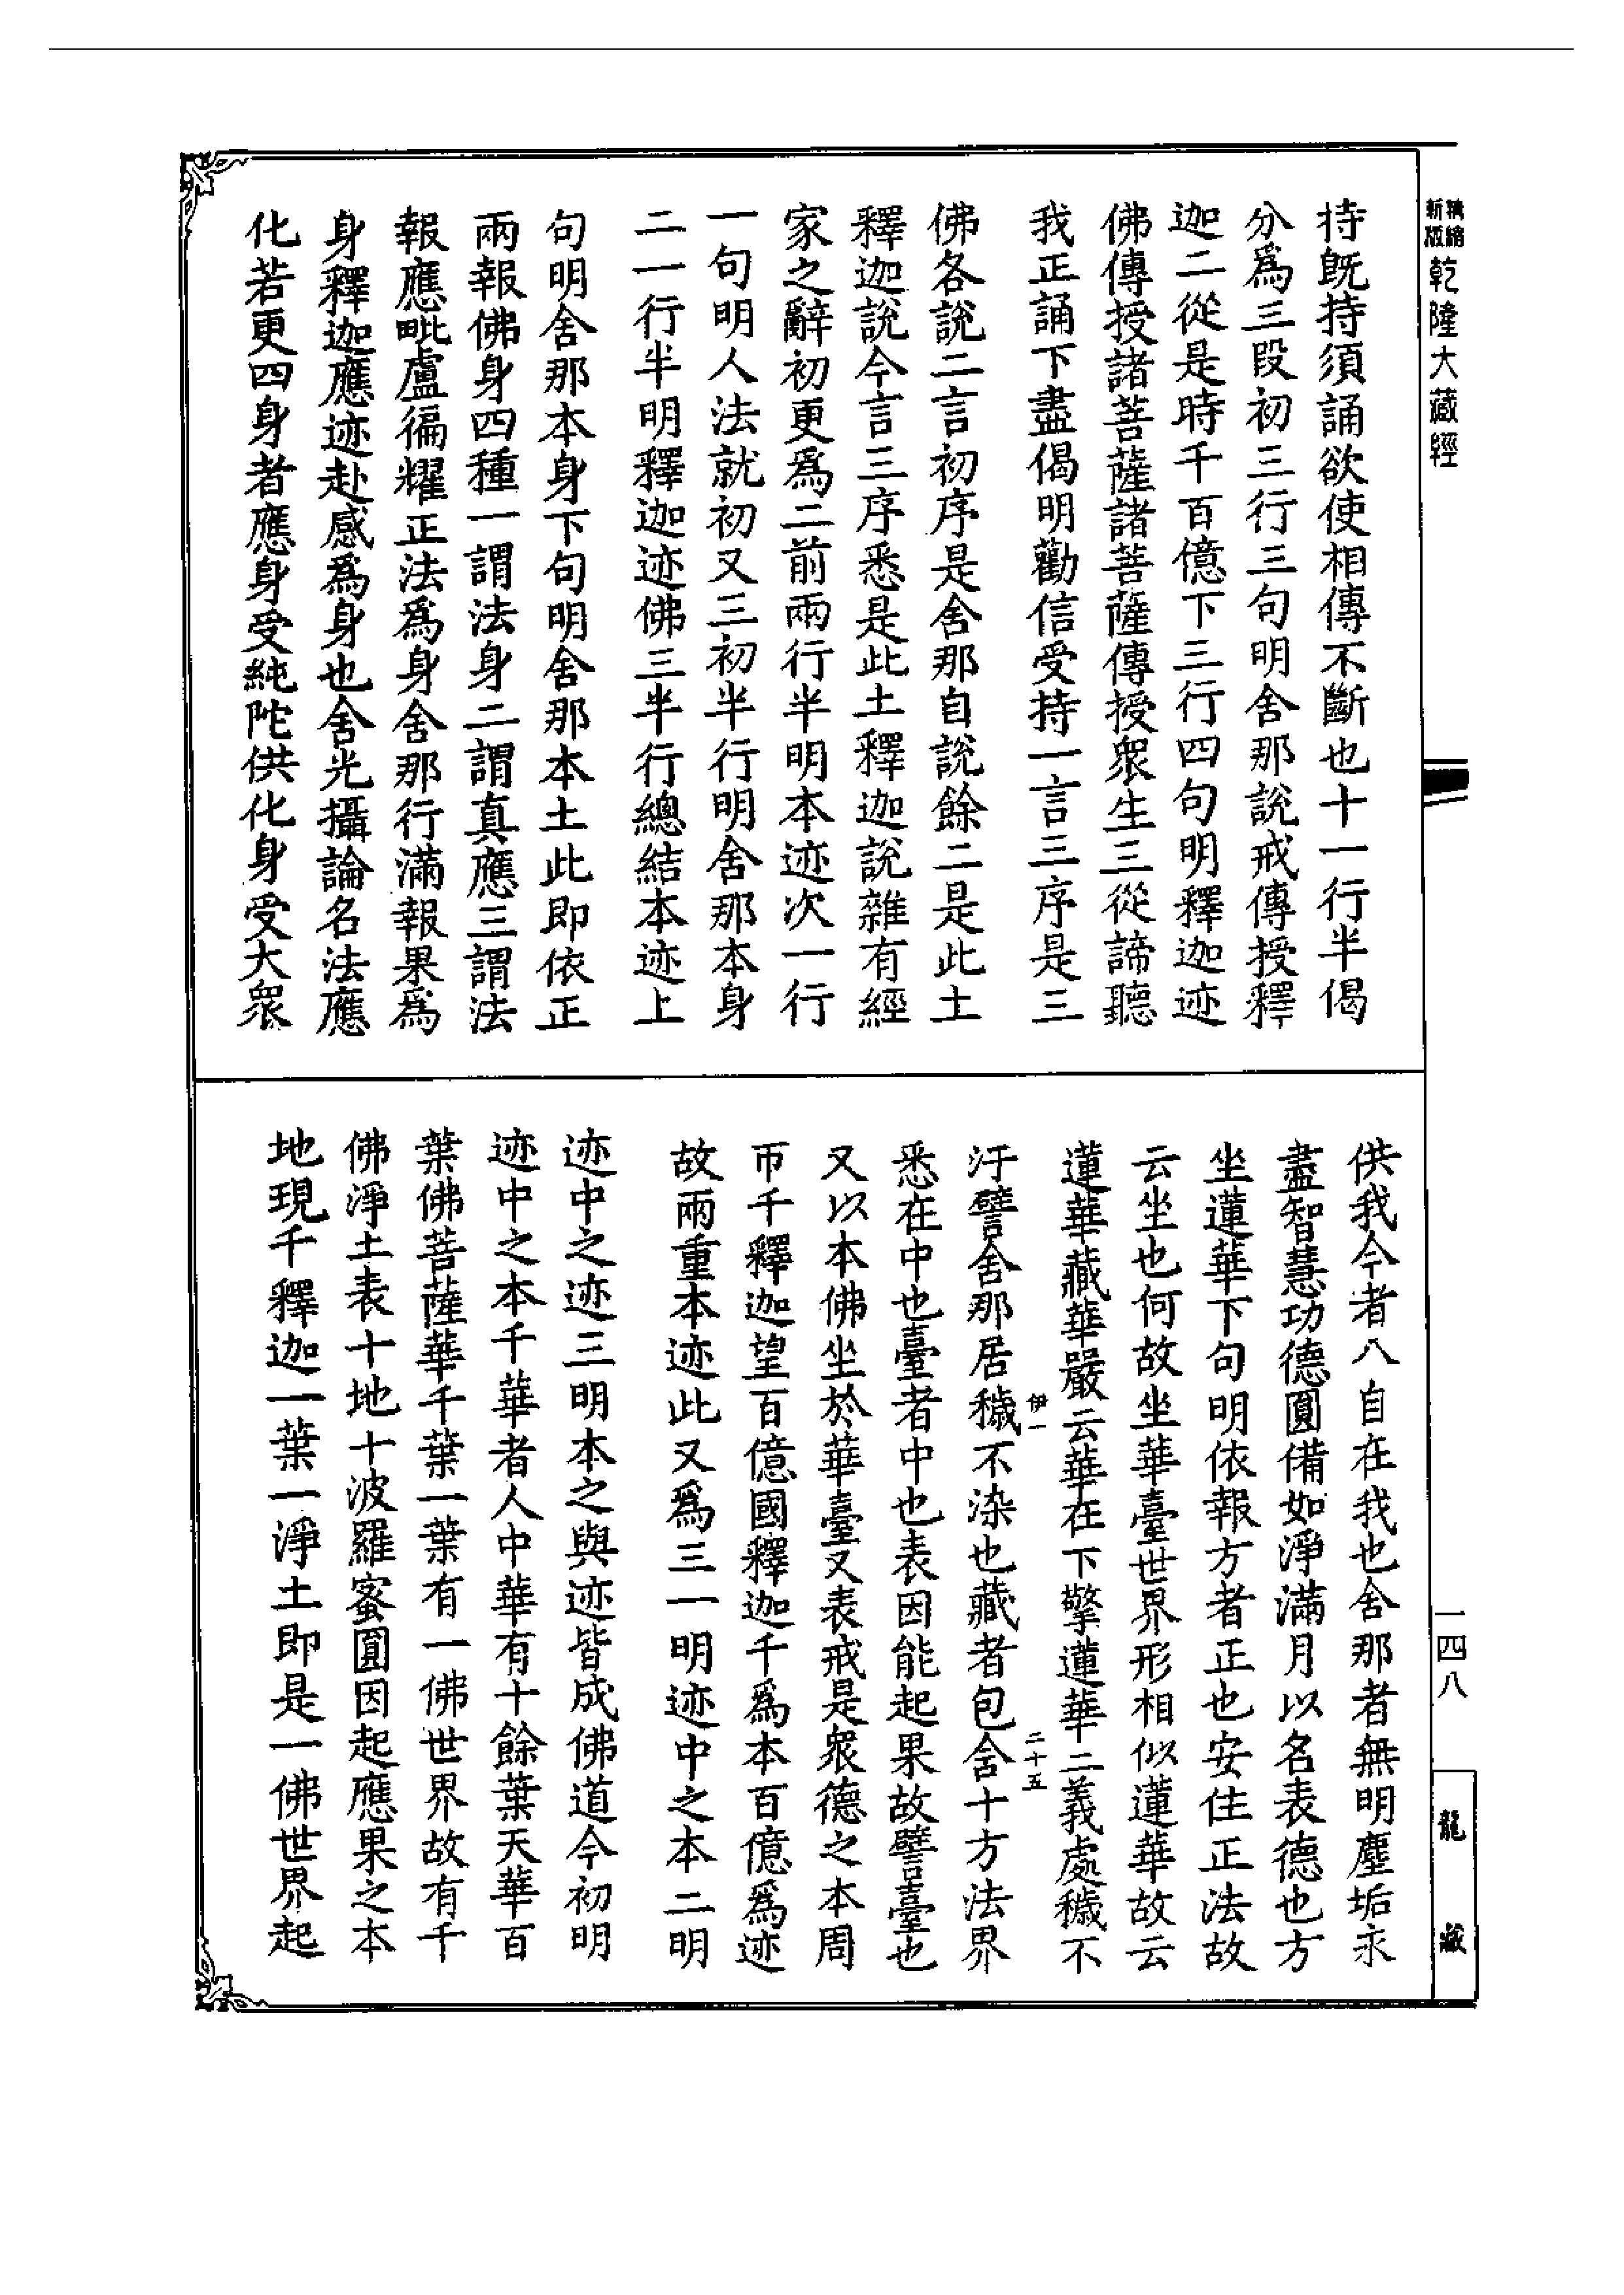 新 精
版 縮
乾隆大藏經
持既持須誦欲使相傳不斷也十一行半偈
分爲三段初三行三句明舍那說戒傳授釋
迦二從是時千百億下三行四句明釋迦迹
佛傳授諸菩薩諸菩薩傳授衆生三從諦聽
我正誦下盡偈明勸信受持一言三序是三
佛各說二言初序是舍那自說餘二是此土
釋迦說今言三序悉是此土釋迦說雜有經
家之辭初更爲二前兩行半明本迹次一行
一句明人法就初又三初半行明舍那本身
二一行半明釋迦迹佛三半行總結本迹上
句明舍那本身下句明舍那本土此即依正
兩報佛身四種一謂法身二謂真應三謂法
報應毗盧徧耀正法爲身舍那行滿報果爲
身釋迦應迹赴感爲身也舍光攝論名法應
化若更四身者應身受純陀供化身受大衆
供我今者八自在我也舍那者無明塵垢永
盡智慧功德圓備如淨滿月以名表德也方
坐蓮華下句明依報方者正也安住正法故
云坐也何故坐華臺世界形相似蓮華故云
蓮華藏華嚴云華在下擎蓮華二義處穢不
汙譬舍那居穢不染也藏者包含十方法界
悉在中也臺者中也表因能起果故譬臺也
又以本佛坐於華臺又表戒是衆德之本周
帀千釋迦望百億國釋迦千爲本百億爲迹
故兩重本迹此又爲三一明迹中之本二明
迹中之迹三明本之與迹皆成佛道今初明
迹中之本千華者人中華有十餘葉天華百
葉佛菩薩華千葉一葉有一佛世界故有千
佛淨土表十地十波羅蜜圓因起應果之本
地現千釋迦一葉一淨土即是一佛世界起
伊一
二十五
一四八
龍藏